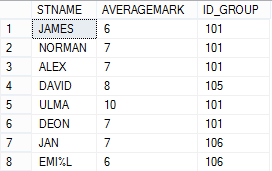 STNAME AVERAGEMARK ID_GROUP
1 JAMES 6 101
2 NORMAN 7 101
3 ALEX 7 101
4 DAVID 8 105
5 ULMA 10 101
6 DEON 7 101
7 JAN 7 106
8 EMI%L 6 106